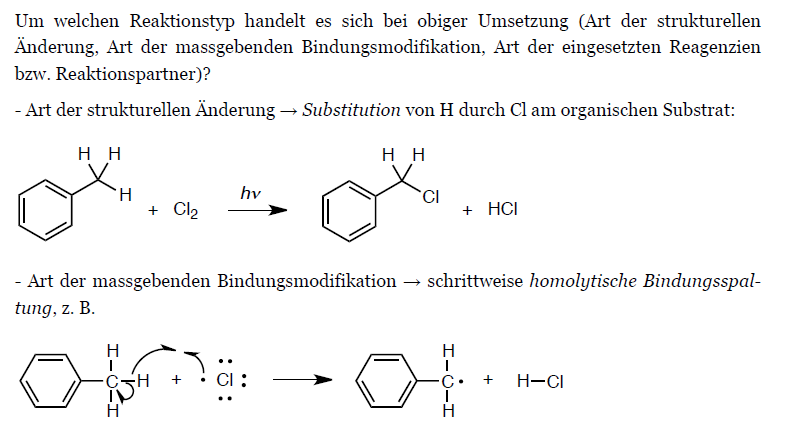 Um welchen Reaktionstyp handelt es sich bei obiger Umsetzung (Art der strukturellen
Änderung, Art der massgebenden Bindungsmodifikation, Art der eingesetzten Reagenzien
bzw. Reaktionspartner)?
- Art der strukturellen Änderung → Substitution von H durch Cl am organischen Substrat:
H H H H
H hν Cl
+ Cl₂ + HCl
- Art der massgebenden Bindungsmodifikation → schrittweise homolytische Bindungsspal-
tung, z. B.
H H
C–H + · Cl : C· + H–Cl
H H